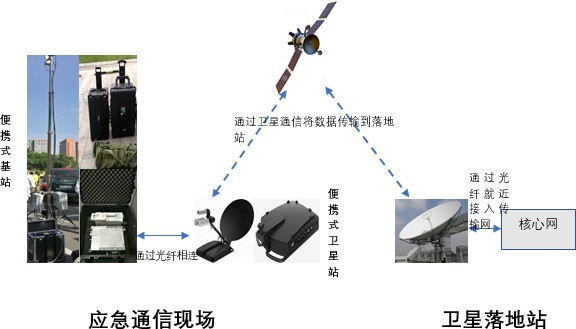 通过卫星通信将数据传输到落地
站
便
携
式
基
站
便
携
式
卫
星
站
通过光
纤就近
接入传
输网
核心网
通过光纤相连
应急通信现场
卫星落地站